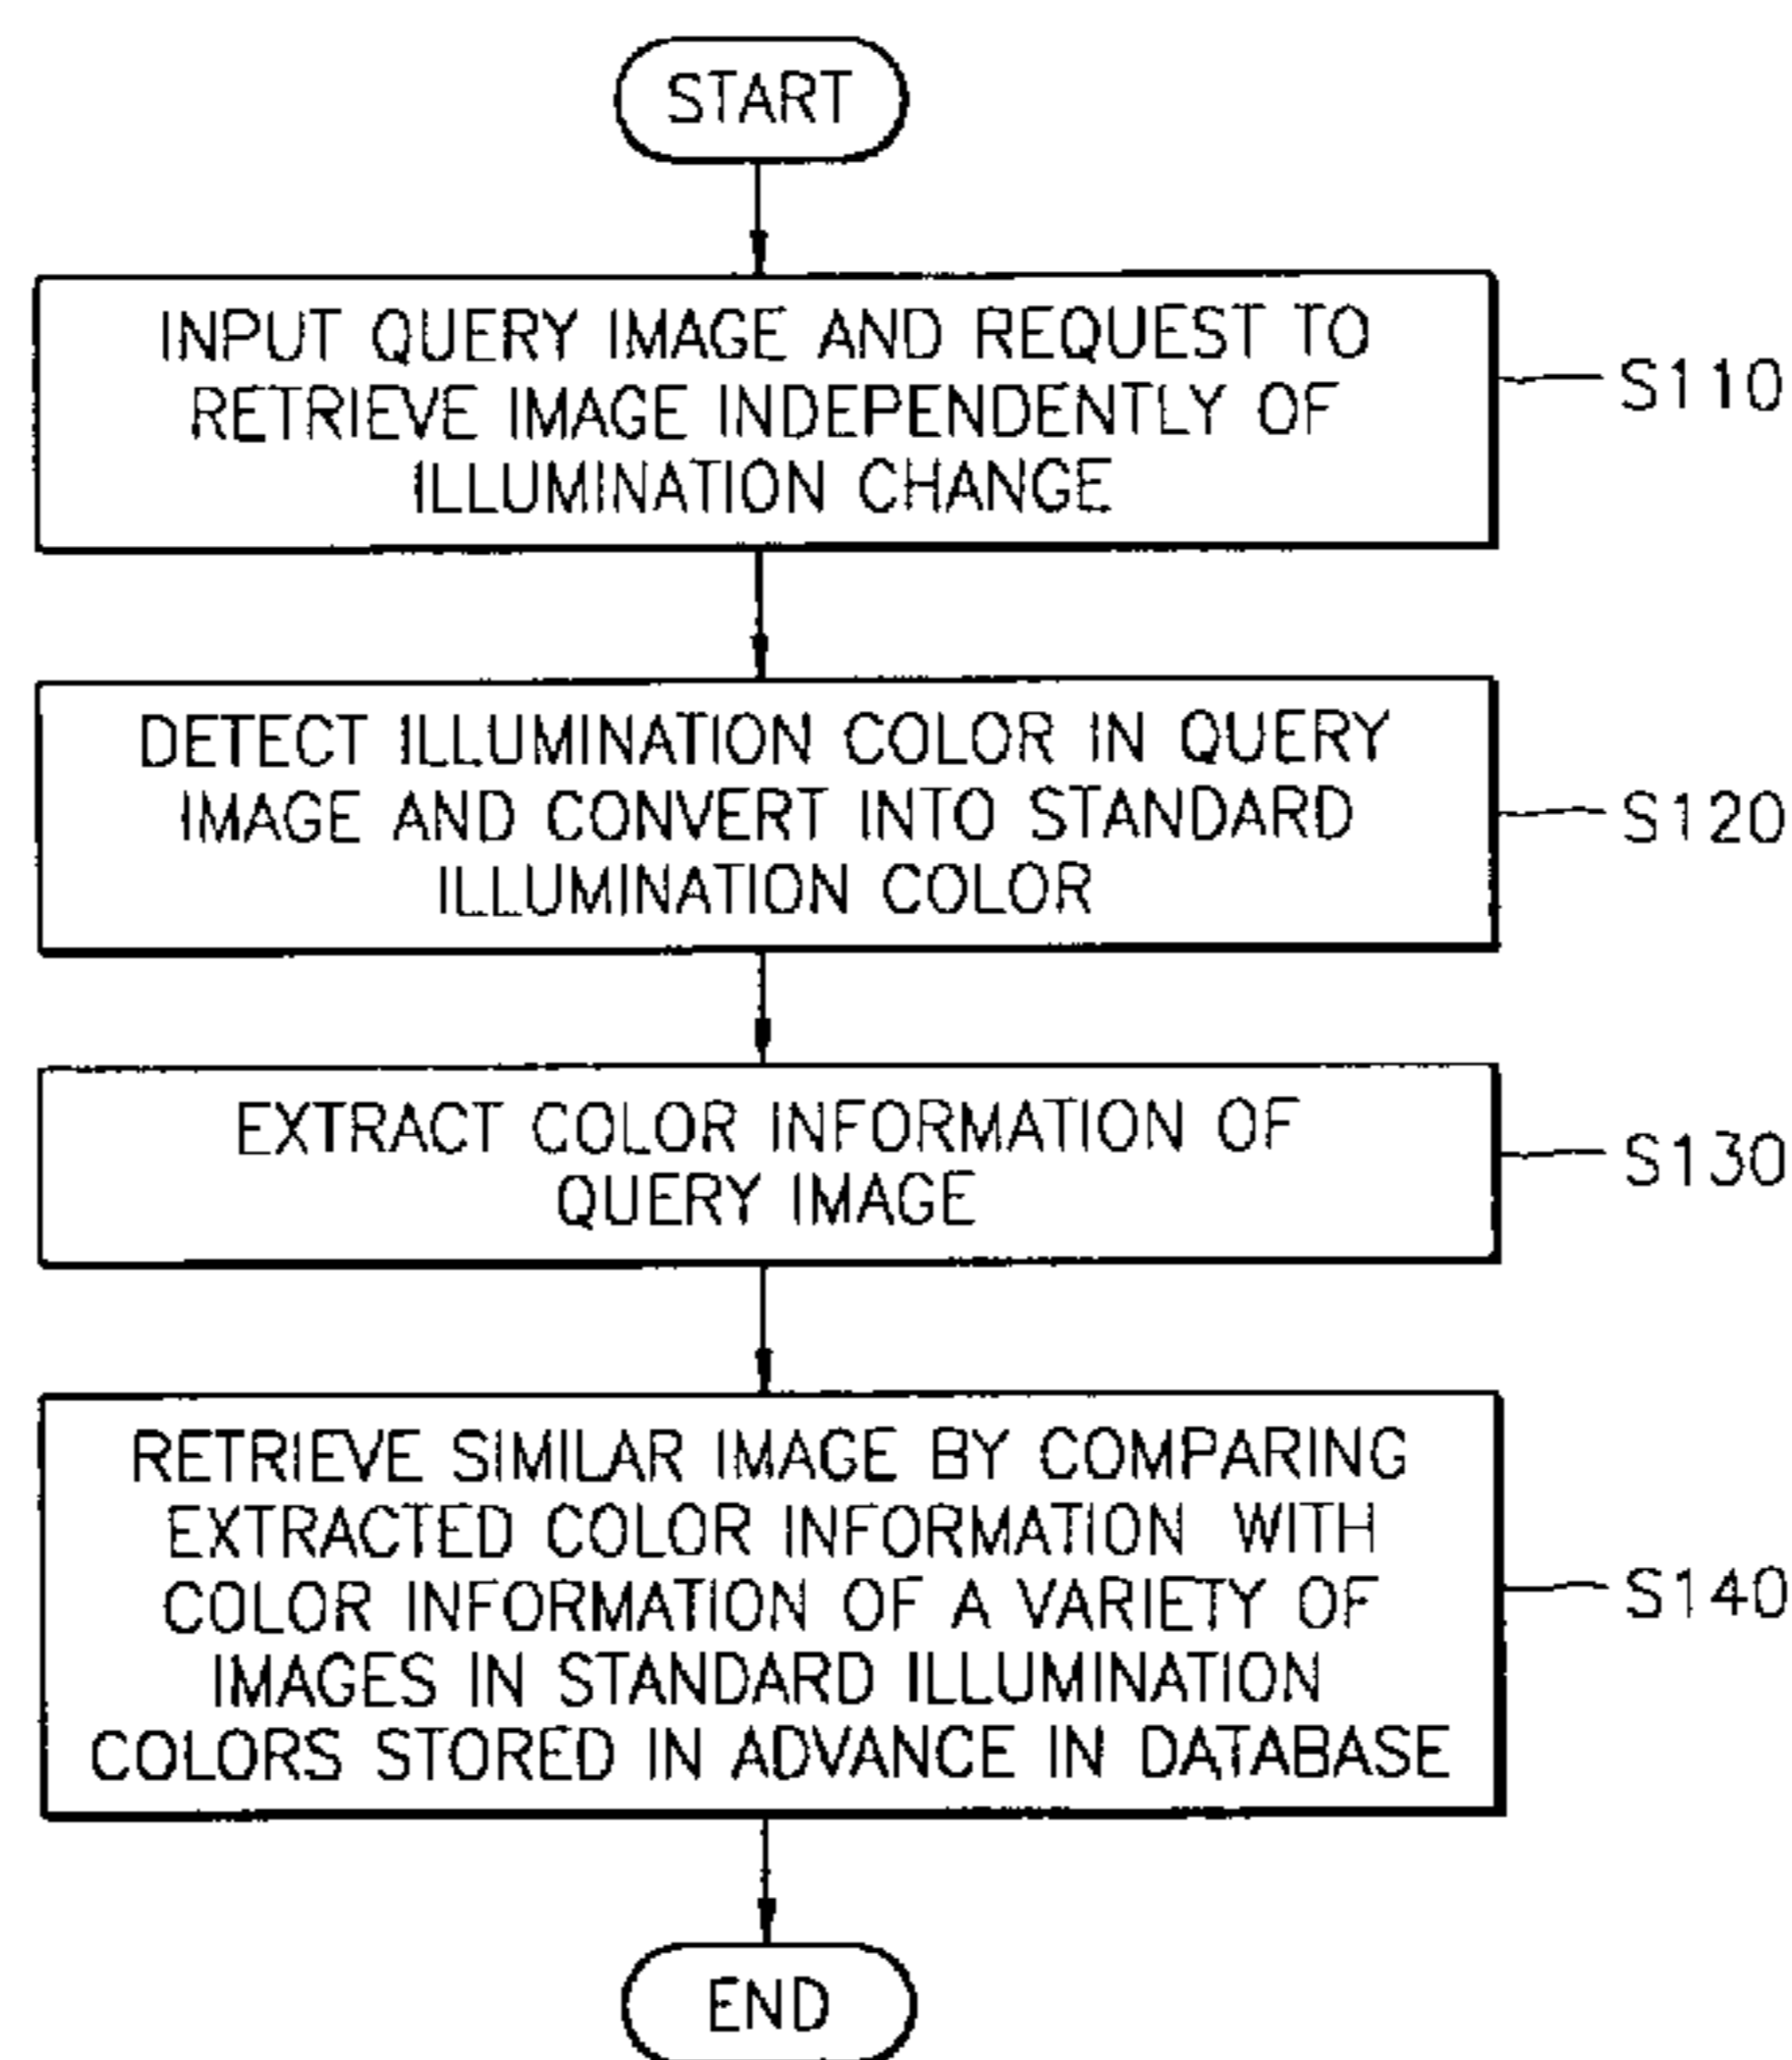 START
INPUT QUERY IMAGE AND REQUEST TO
RETRIEVE IMAGE INDEPENDENTLY OF
ILLUMINATION CHANGE
S110
DETECT ILLUMINATION COLOR IN QUERY
IMAGE AND CONVERT INTO STANDARD
ILLUMINATION COLOR
S120
EXTRACT COLOR INFORMATION OF
QUERY IMAGE
S130
RETRIEVE SIMILAR IMAGE BY COMPARING
EXTRACTED COLOR INFORMATION WITH
COLOR INFORMATION OF A VARIETY OF
IMAGES IN STANDARD ILLUMINATION
COLORS STORED IN ADVANCE IN DATABASE
S140
END